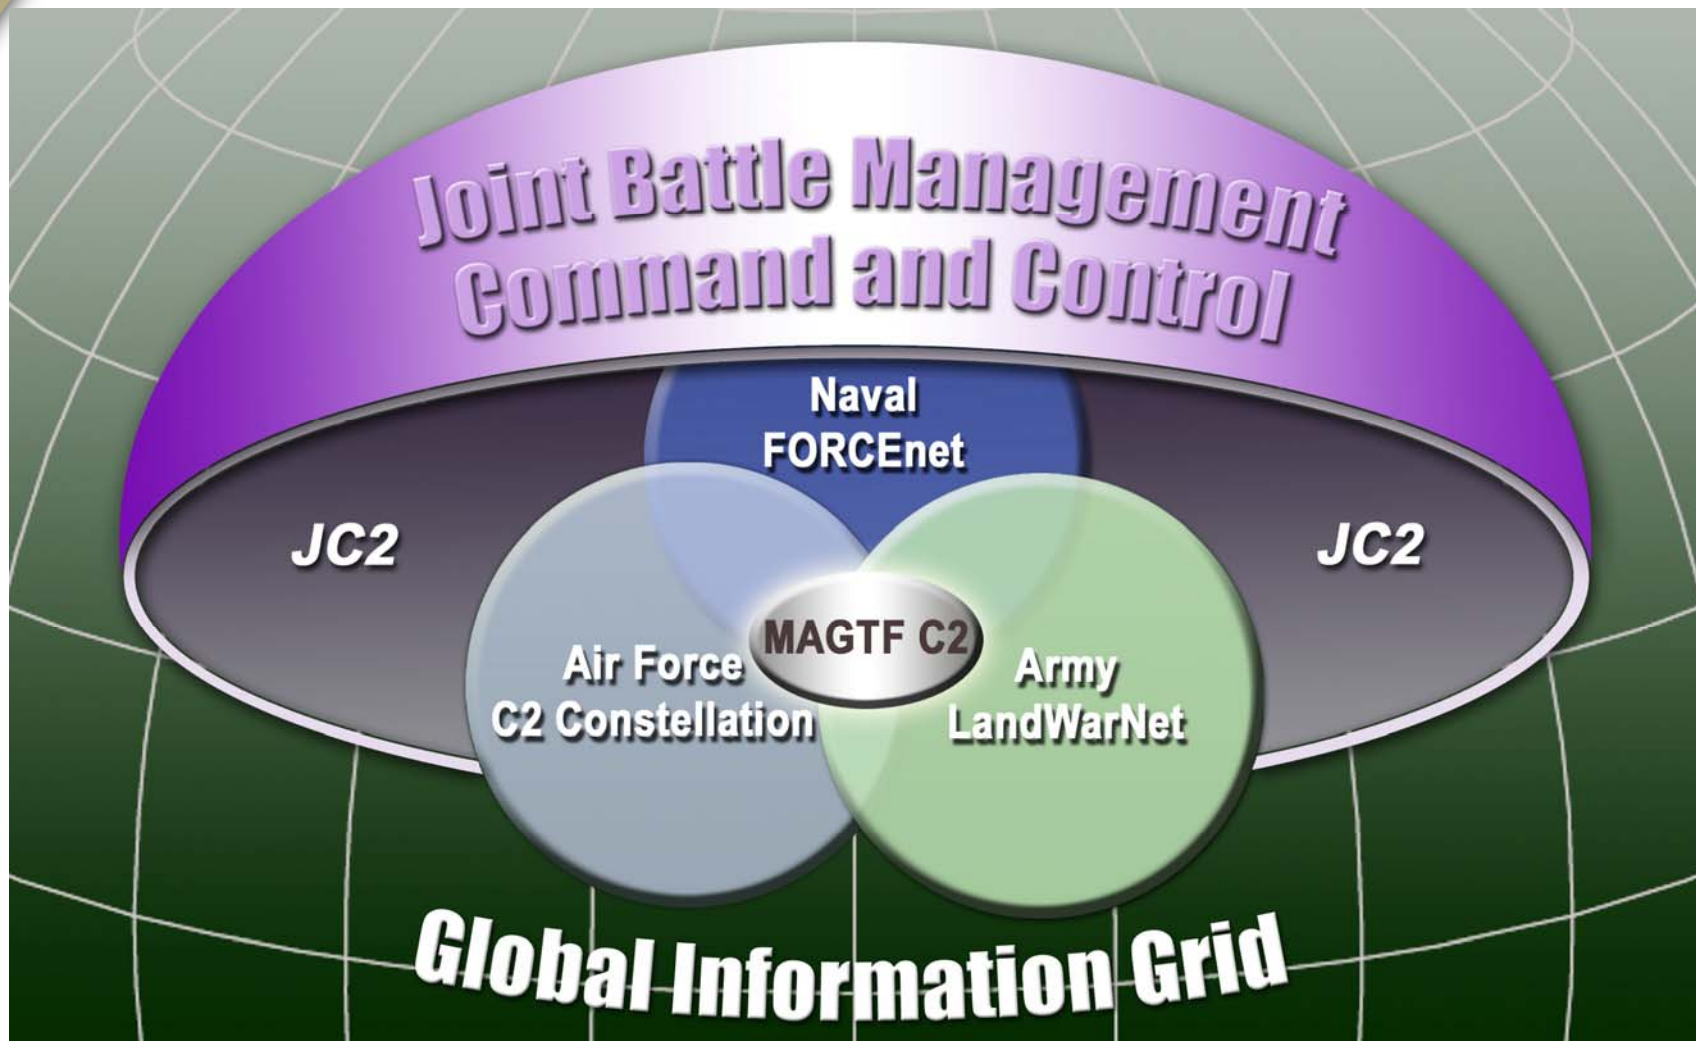 Joint Battle Management
Command and Control
Naval
FORCEnet
JC2
JC2
MAGTF C2
Air Force
C2 Constellation
Army
LandWarNet
Global Information Grid